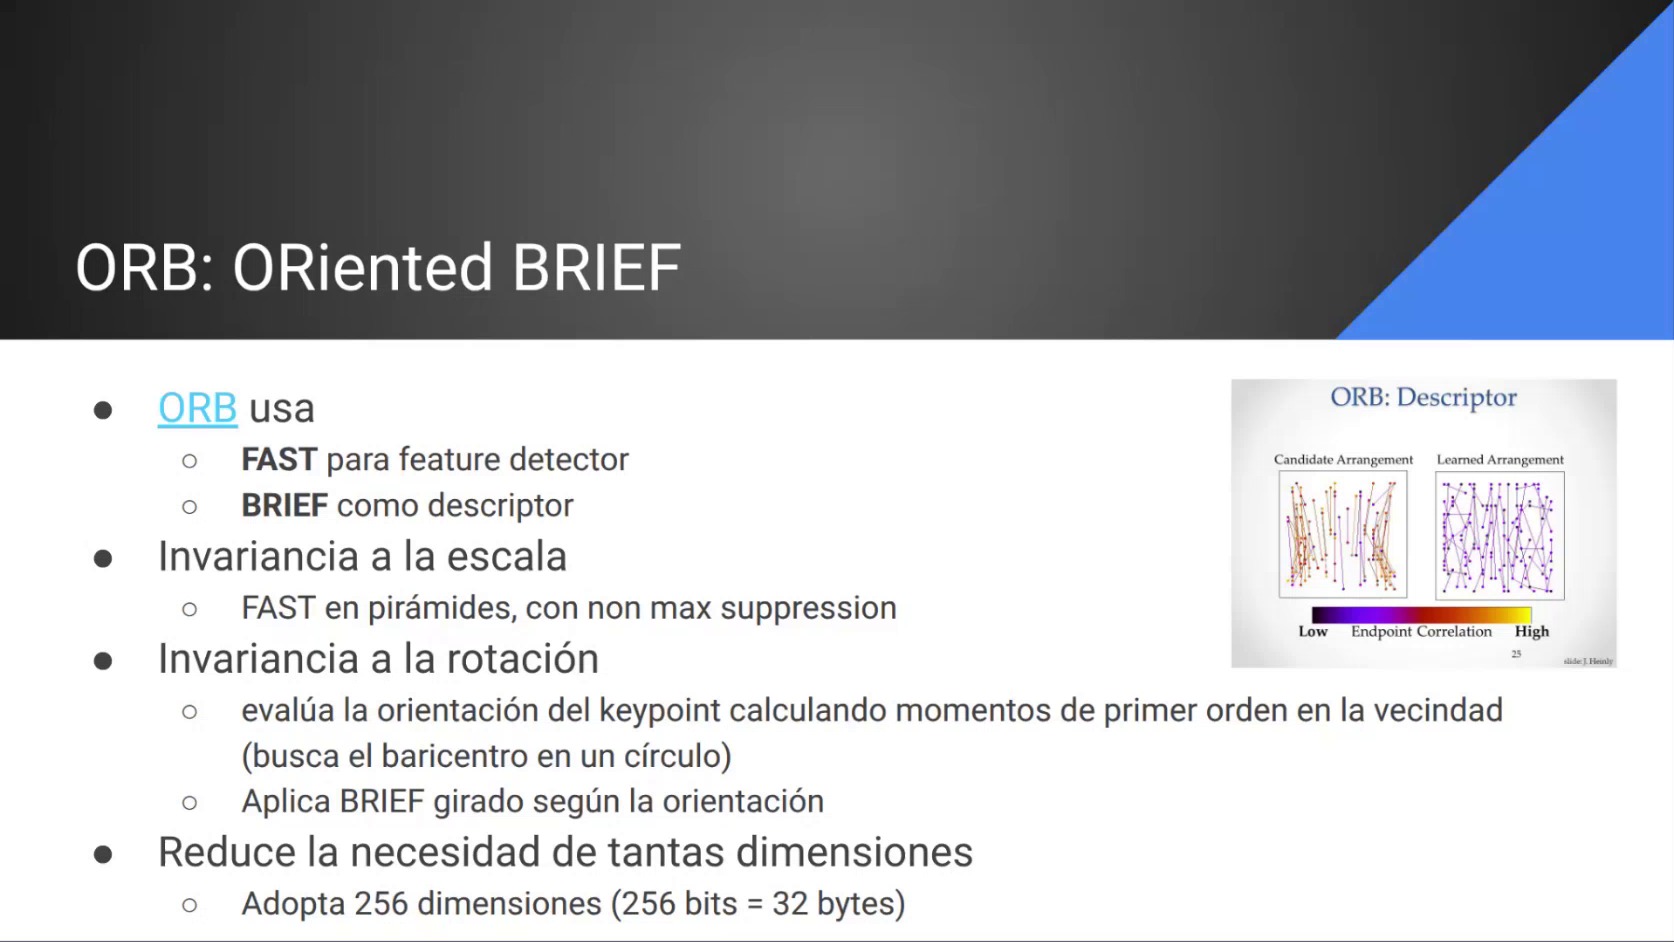 ORB: ORiented BRIEF
● ORB usa
○ FAST para feature detector
○ BRIEF como descriptor
● Invariancia a la escala
○ FAST en pirámides, con non max suppression
● Invariancia a la rotación
○ evalúa la orientación del keypoint calculando momentos de primer orden en la vecindad
(busca el baricentro en un círculo)
○ Aplica BRIEF girado según la orientación
● Reduce la necesidad de tantas dimensiones
○ Adopta 256 dimensiones (256 bits = 32 bytes)
ORB: Descriptor
Candidate Arrangement Learned Arrangement
Low Endpoint Correlation High
25
slide: J. Heinly